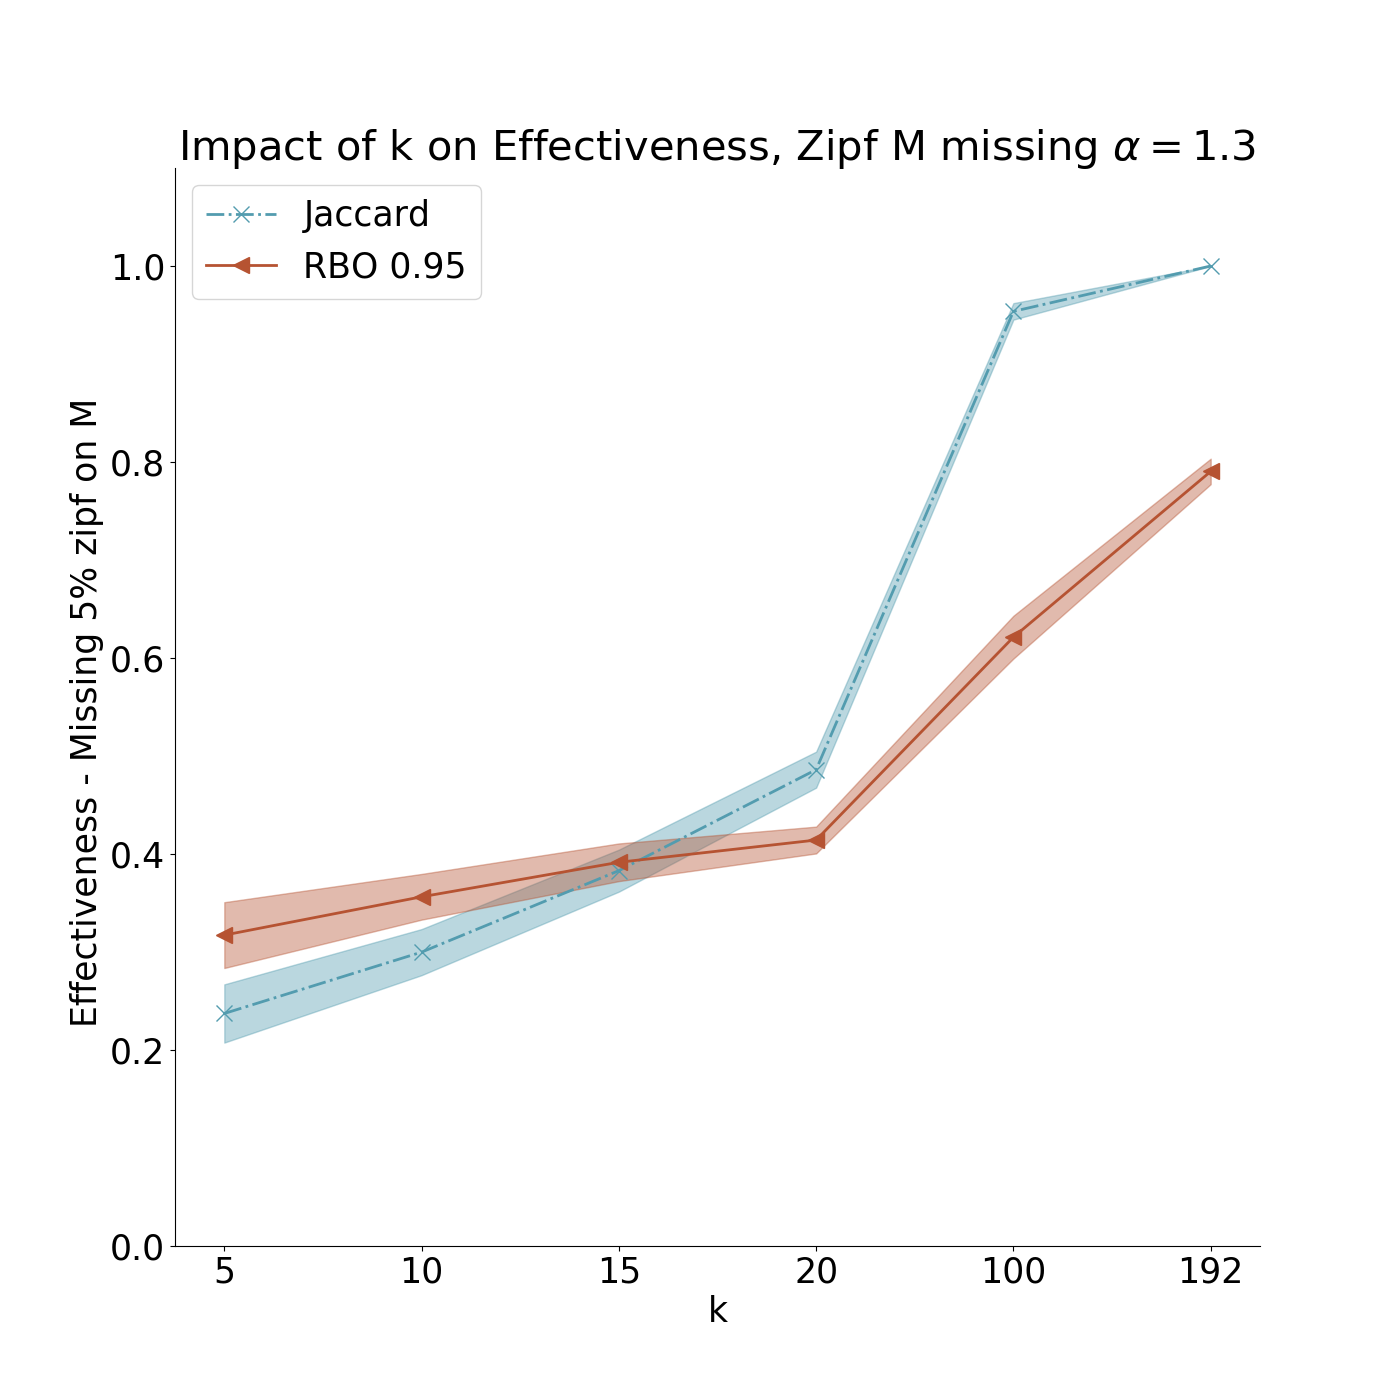 Impact of k on Effectiveness, Zipf M missing α = 1.3
Jaccard
RBO 0.95
Effectiveness - Missing 5% zipf on M
1.0
0.8
0.6
0.4
0.2
0.0
5 10 15 20 100 192
k